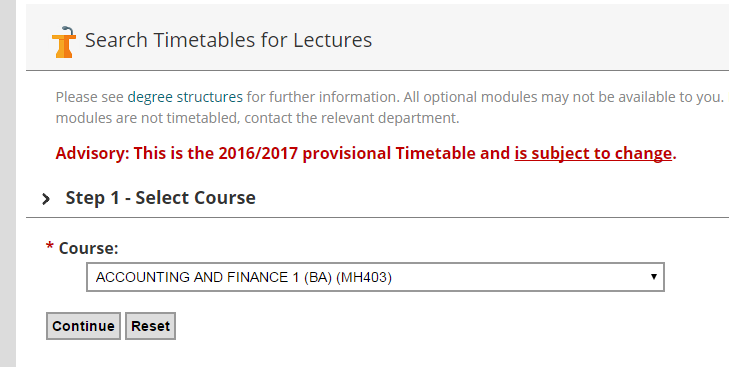 Search Timetables for Lectures
Please see degree structures for further information. All optional modules may not be available to you.
modules are not timetabled, contact the relevant department.
Advisory: This is the 2016/2017 provisional Timetable and is subject to change.
Step 1 - Select Course
* Course:
ACCOUNTING AND FINANCE 1 (BA) (MH403)
Continue Reset